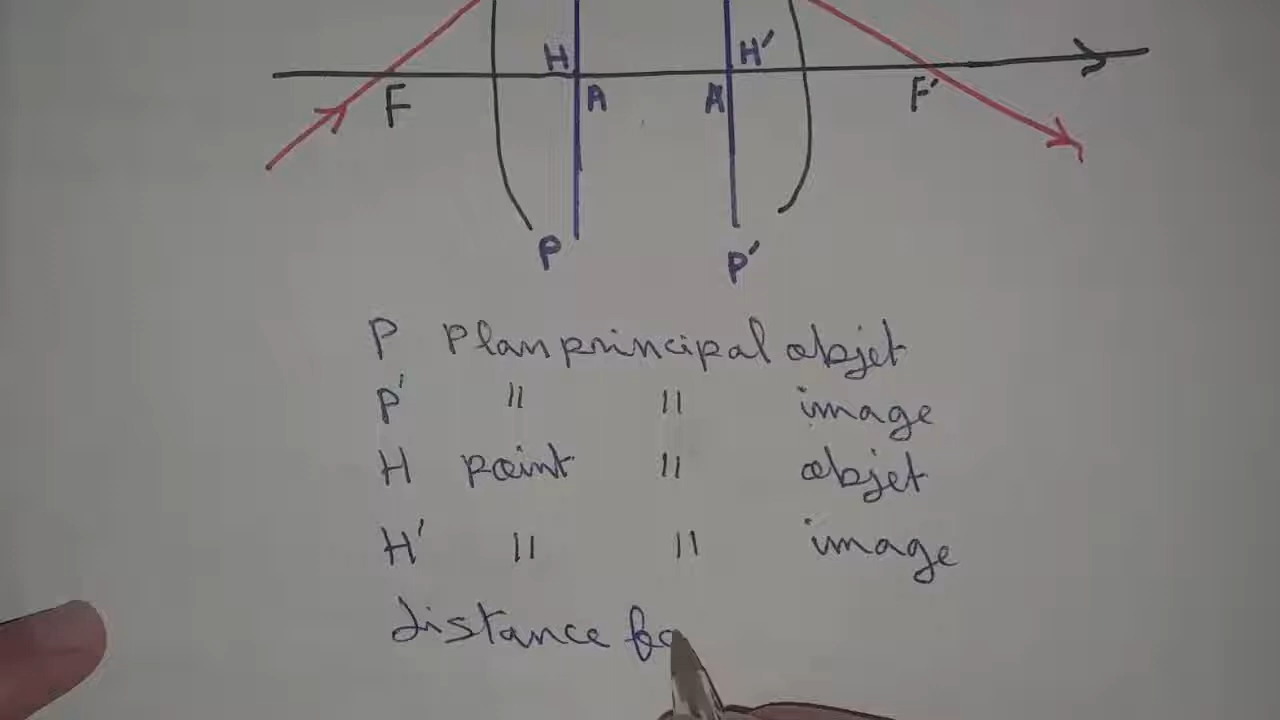 H H'
F A A' F'
P P'
P Plan principal objet
P' " " image
H point " objet
H' " " image
distance fo